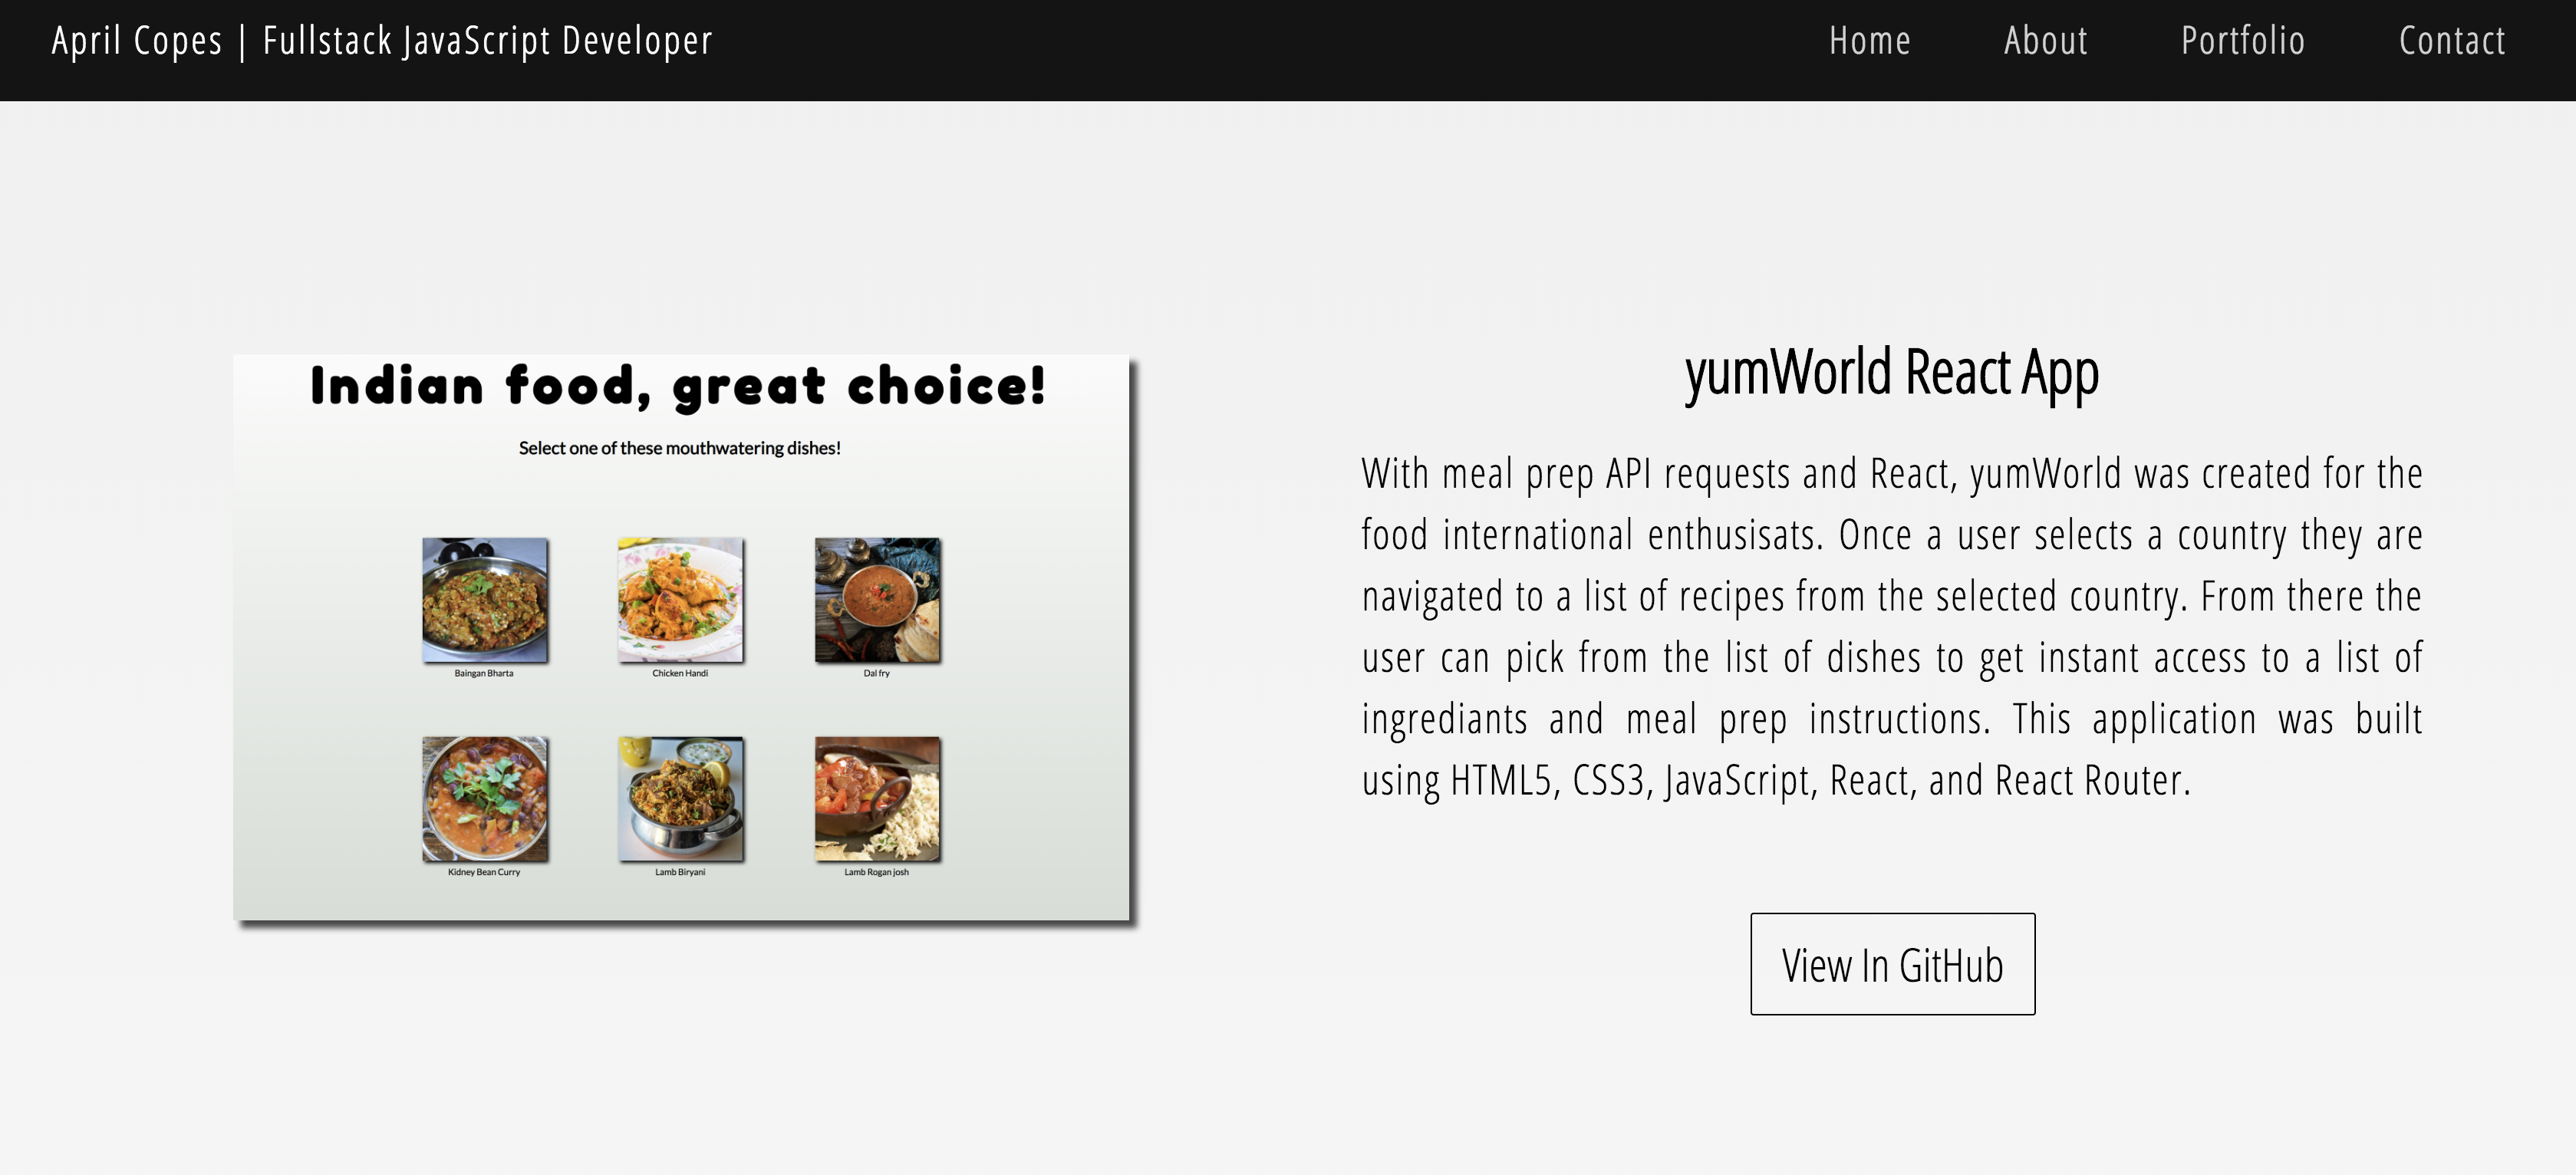 April Copes | Fullstack JavaScript Developer
Home About Portfolio Contact
Indian food, great choice!
Select one of these mouthwatering dishes!
Baingan Bharta Chicken Handi Dal fry
Kidney Bean Curry Lamb Biryani Lamb Rogan josh
yumWorld React App
With meal prep API requests and React, yumWorld was created for the
food international enthusisats. Once a user selects a country they are
navigated to a list of recipes from the selected country. From there the
user can pick from the list of dishes to get instant access to a list of
ingrediants and meal prep instructions. This application was built
using HTML5, CSS3, JavaScript, React, and React Router.
View In GitHub